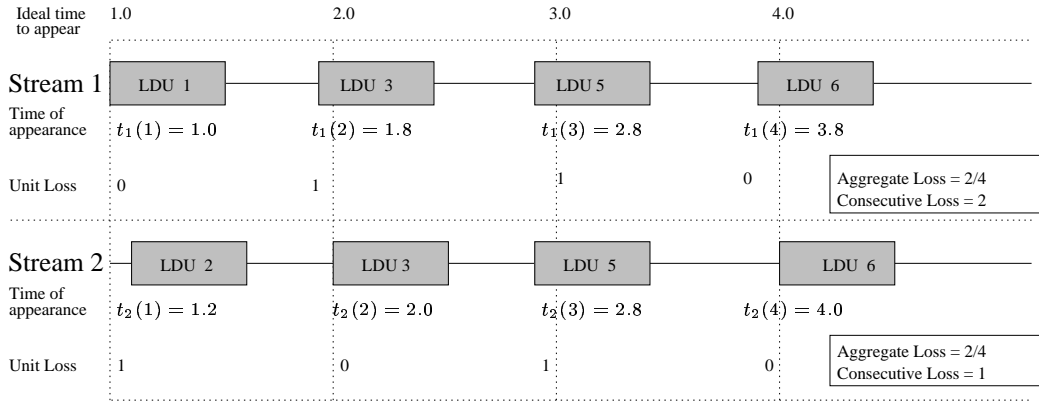 Ideal time
to appear
1.0 2.0 3.0 4.0
Stream 1
LDU 1 LDU 3 LDU 5 LDU 6
Time of
appearance
t₁(1) = 1.0 t₁(2) = 1.8 t₁(3) = 2.8 t₁(4) = 3.8
Unit Loss 0 1 1 0
Aggregate Loss = 2/4
Consecutive Loss = 2
Stream 2
LDU 2 LDU 3 LDU 5 LDU 6
Time of
appearance
t₂(1) = 1.2 t₂(2) = 2.0 t₂(3) = 2.8 t₂(4) = 4.0
Unit Loss 1 0 1 0
Aggregate Loss = 2/4
Consecutive Loss = 1